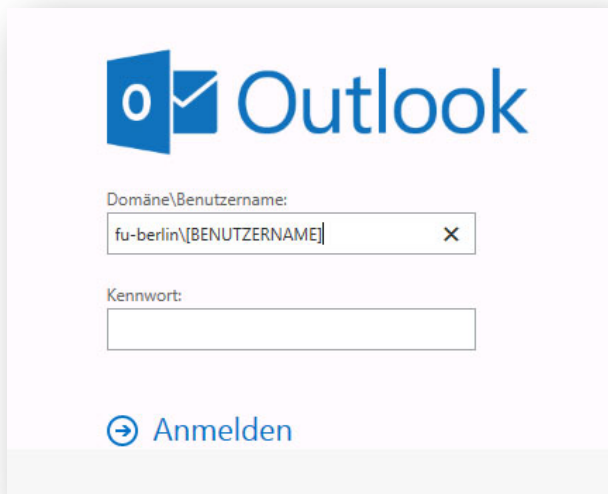 Outlook
Domäne\Benutzername:
fu-berlin\[BENUTZERNAME]
Kennwort:
Anmelden